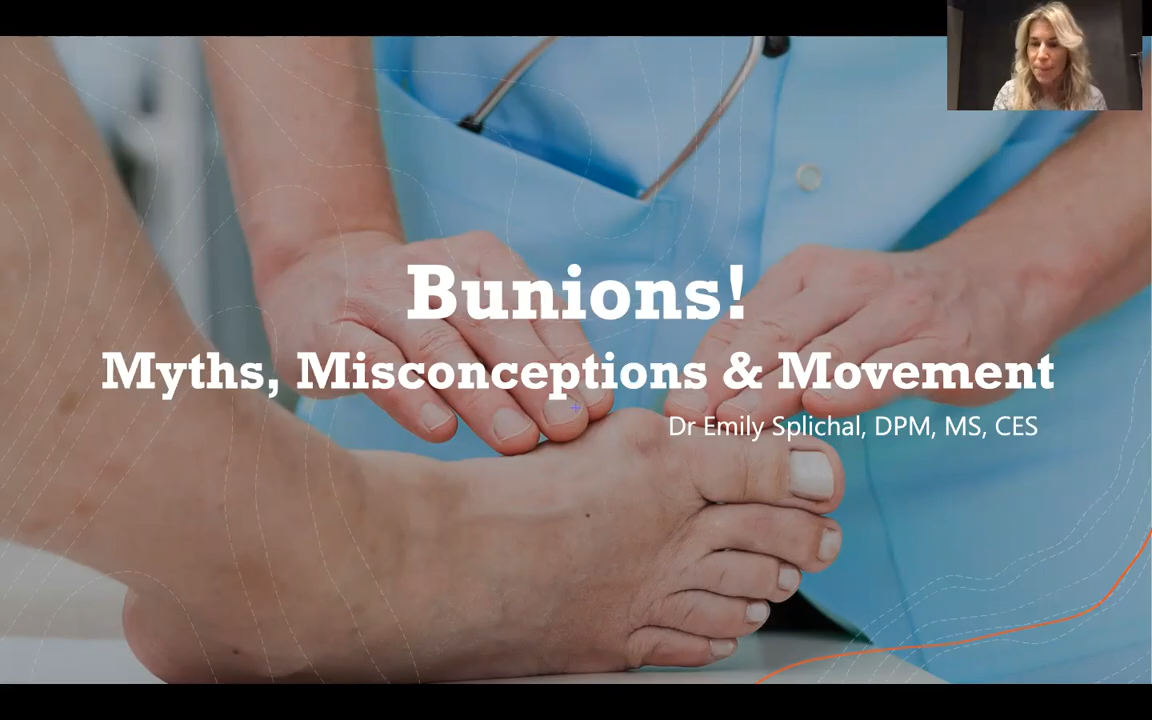 Bunions!
Myths, Misconceptions & Movement
Dr Emily Splichal, DPM, MS, CES